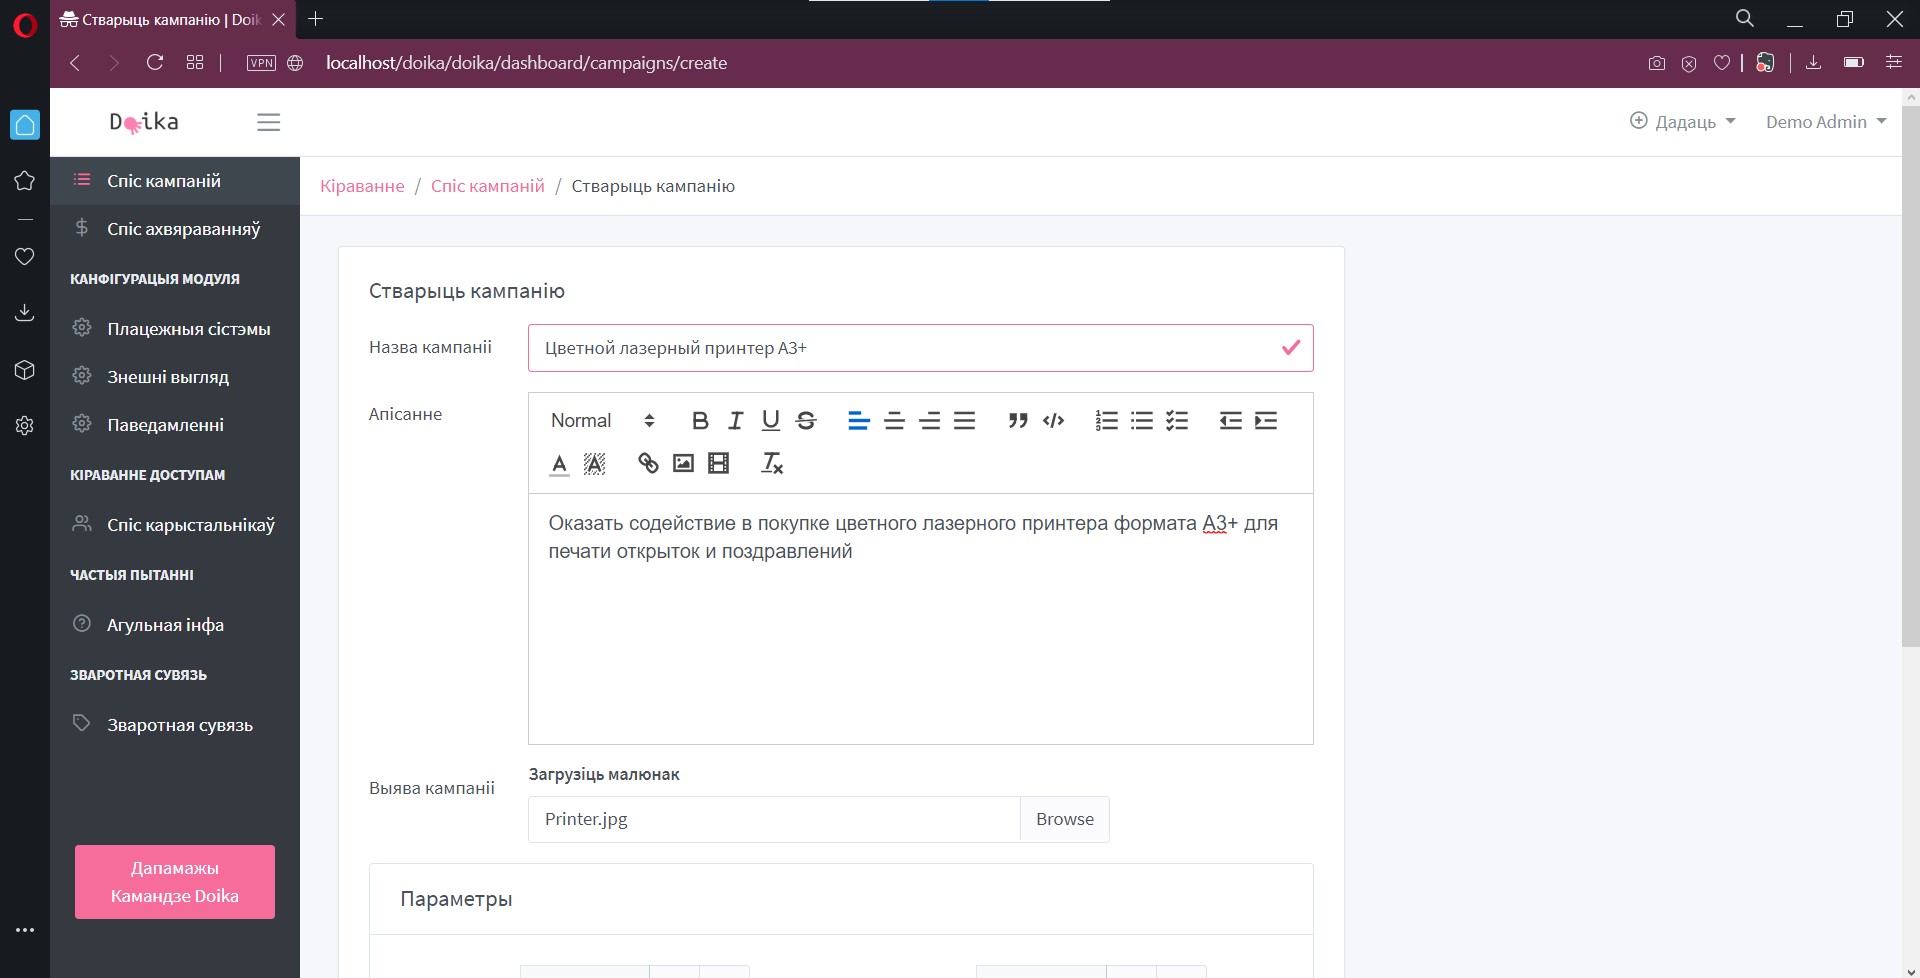 Стварыць кампанію | Doik
VPN
localhost/doika/doika/dashboard/campaigns/create
Doika
Дадаць
Demo Admin
Спіс кампаній
Спіс ахвяраванняў
КАНФІГУРАЦЫЯ МОДУЛЯ
Плацежныя сістэмы
Знешні выгляд
Паведамленні
КІРАВАННЕ ДОСТУПАМ
Спіс карыстальнікаў
ЧАСТЫЯ ПЫТАННІ
Агульная інфа
ЗВАРОТНАЯ СУВЯЗЬ
Зваротная сувязь
Дапамажы
Камандзе Doika
Кіраванне / Спіс кампаній / Стварыць кампанію
Стварыць кампанію
Назва кампаніі
Цветной лазерный принтер А3+
Апісанне
Normal
Оказать содействие в покупке цветного лазерного принтера формата А3+ для
печати открыток и поздравлений
Выява кампаніі
Загрузіць малюнак
Printer.jpg
Browse
Параметры